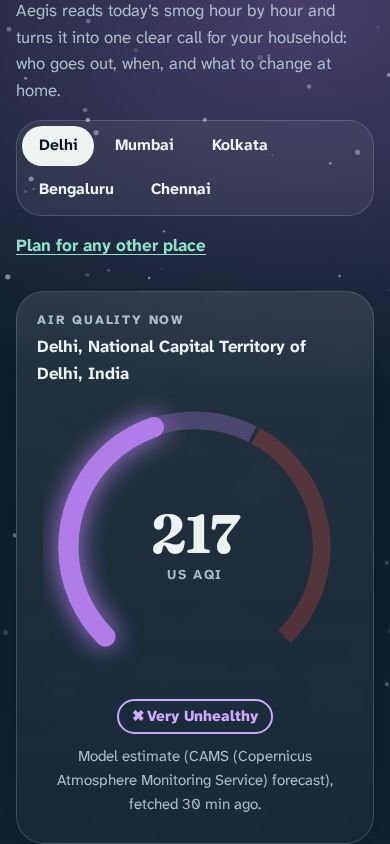 Aegis reads today's smog hour by hour and
turns it into one clear call for your household:
who goes out, when, and what to change at
home.
Delhi
Mumbai
Kolkata
Bengaluru
Chennai
Plan for any other place
AIR QUALITY NOW
Delhi, National Capital Territory of
Delhi, India
217
US AQI
✖ Very Unhealthy
Model estimate (CAMS (Copernicus
Atmosphere Monitoring Service) forecast),
fetched 30 min ago.